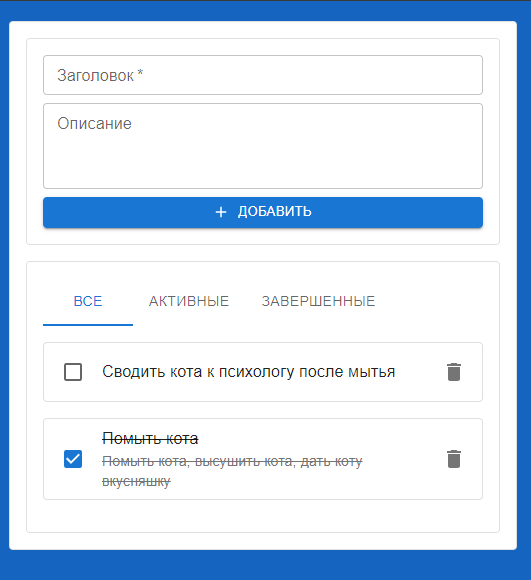 Заголовок *
Описание
+ ДОБАВИТЬ
ВСЕ АКТИВНЫЕ ЗАВЕРШЕННЫЕ
Сводить кота к психологу после мытья
Помыть кота
Помыть кота, высушить кота, дать коту
вкусняшку